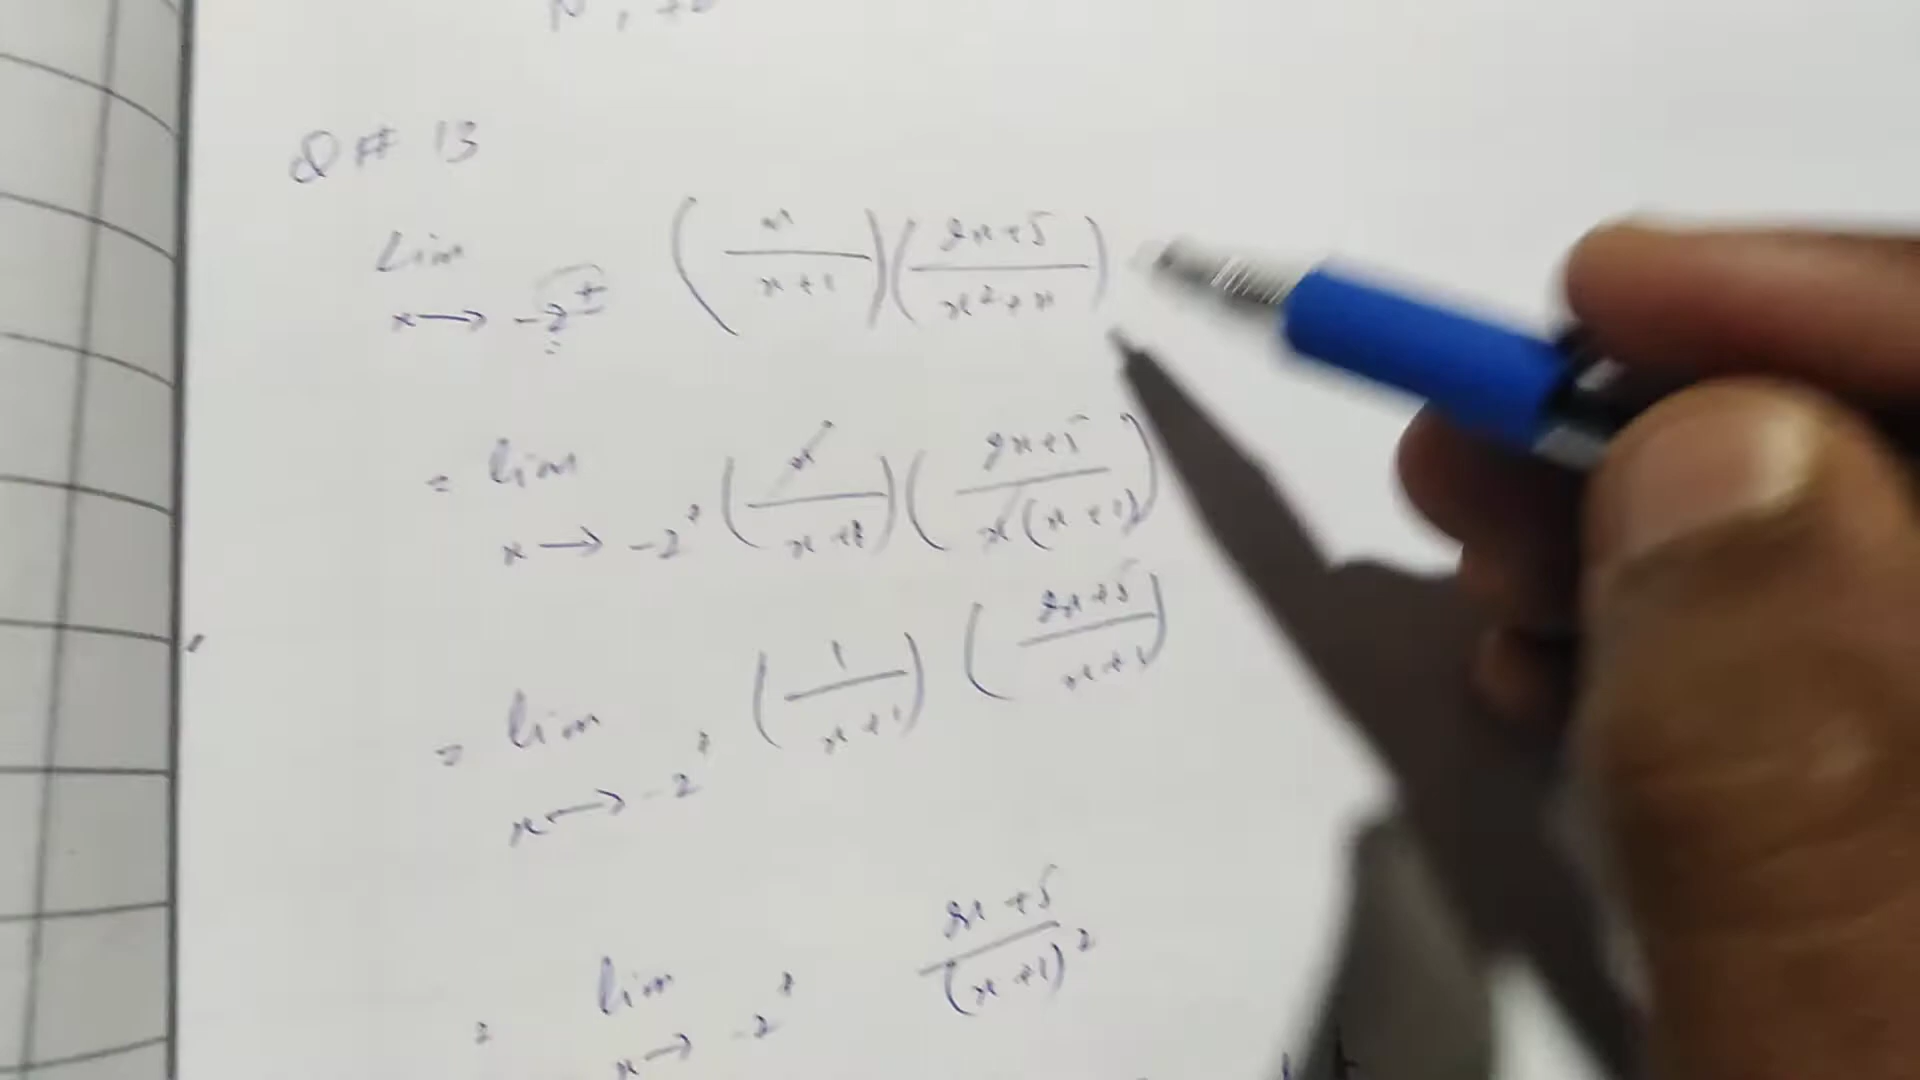 Q # 13
Lim x → -2⁺ (x/(x+1)) ((2x+5)/(x²+x))
= lim x → -2⁺ (x/(x+1)) ((2x+5)/(x(x+1)))
= lim x → -2⁺ (1/(x+1)) ((2x+5)/(x+1))
= lim x → -2⁺ (2x+5)/(x+1)²